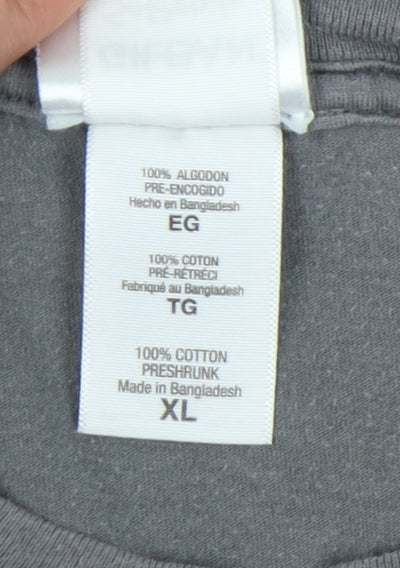 100% ALGODON
PRE-ENCOGIDO
Hecho en Bangladesh
EG
100% COTON
PRÉ-RÉTRÉCI
Fabriqué au Bangladesh
TG
100% COTTON
PRESHRUNK
Made in Bangladesh
XL